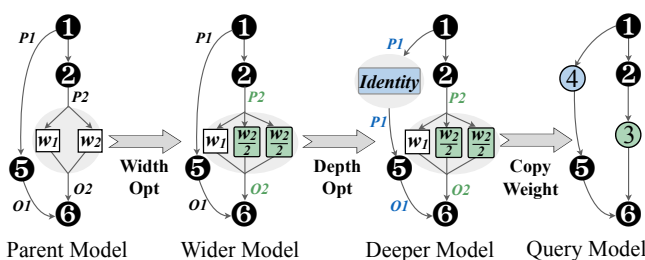 1
P1
2
P2
w1
w2
5
O1
O2
6
Parent Model
Width
Opt
1
P1
2
P2
w1
w2/2
w2/2
5
O1
O2
6
Wider Model
Depth
Opt
1
P1
Identity
2
P2
P1
w1
w2/2
w2/2
5
O1
O2
6
Deeper Model
Copy
Weight
1
4
2
3
5
6
Query Model